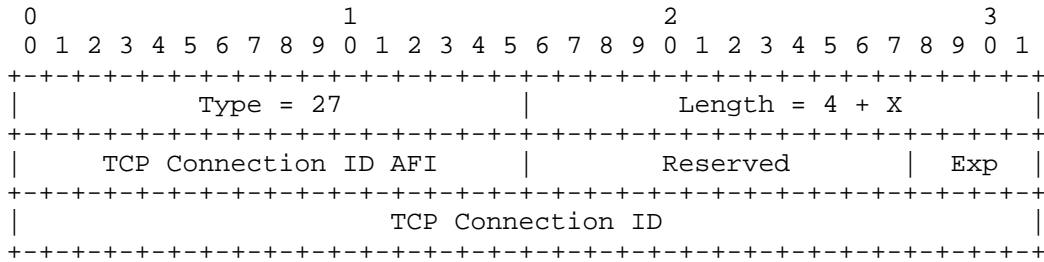 0                   1                   2                   3
 0 1 2 3 4 5 6 7 8 9 0 1 2 3 4 5 6 7 8 9 0 1 2 3 4 5 6 7 8 9 0 1
+-+-+-+-+-+-+-+-+-+-+-+-+-+-+-+-+-+-+-+-+-+-+-+-+-+-+-+-+-+-+-+-+
|           Type = 27           |         Length = 4 + X        |
+-+-+-+-+-+-+-+-+-+-+-+-+-+-+-+-+-+-+-+-+-+-+-+-+-+-+-+-+-+-+-+-+
|     TCP Connection ID AFI     |        Reserved       |  Exp  |
+-+-+-+-+-+-+-+-+-+-+-+-+-+-+-+-+-+-+-+-+-+-+-+-+-+-+-+-+-+-+-+-+
|                       TCP Connection ID                       |
+-+-+-+-+-+-+-+-+-+-+-+-+-+-+-+-+-+-+-+-+-+-+-+-+-+-+-+-+-+-+-+-+